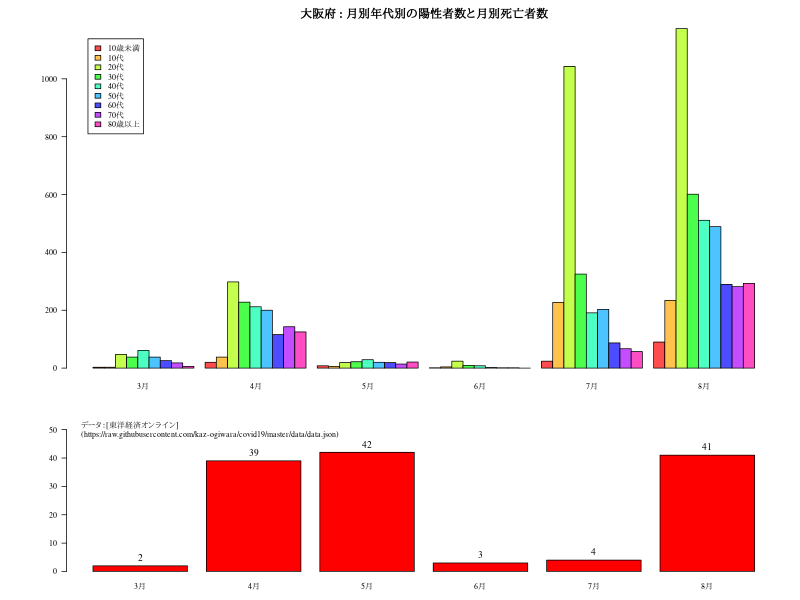 大阪府 : 月別年代別の陽性者数と月別死亡者数
10歳未満
10代
20代
30代
40代
50代
60代
70代
80歳以上
1000
800
600
400
200
0
3月 4月 5月 6月 7月 8月
データ:[東洋経済オンライン]
(https://raw.githubusercontent.com/kaz-ogiwara/covid19/master/data/data.json)
50
40
30
20
10
0
2 39 42 3 4 41
3月 4月 5月 6月 7月 8月